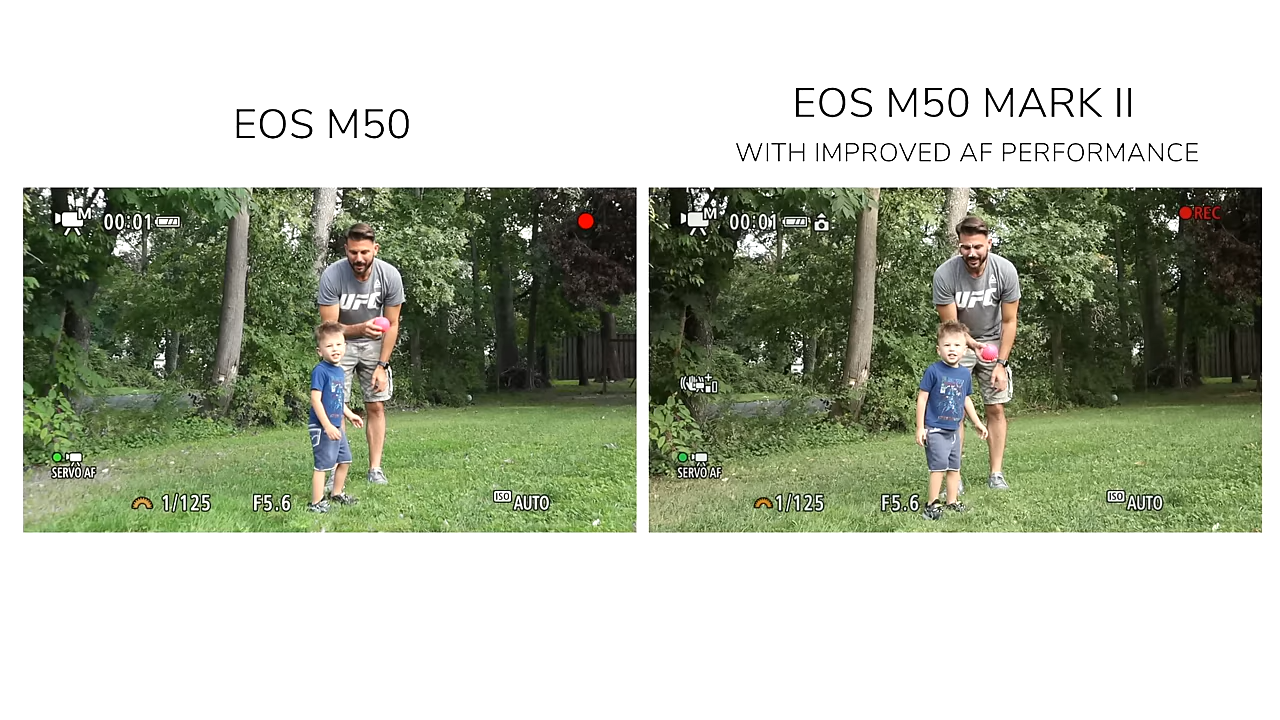 EOS M50
EOS M50 MARK II
WITH IMPROVED AF PERFORMANCE
M 00:01
UFC
SERVO AF
1/125 F5.6 ISO AUTO
M 00:01 REC
UFC
SERVO AF
1/125 F5.6 ISO AUTO